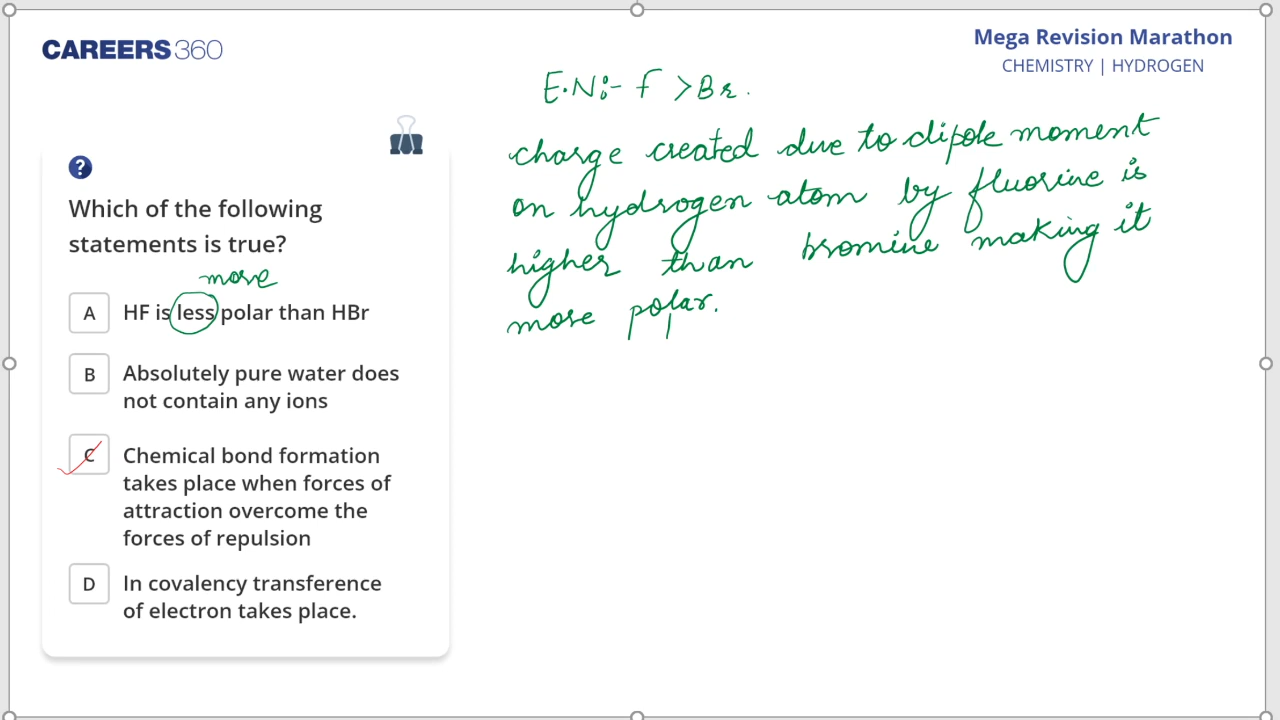 CAREERS360
Mega Revision Marathon
CHEMISTRY | HYDROGEN
?
Which of the following
statements is true?
more
A HF is less polar than HBr
B Absolutely pure water does
not contain any ions
C Chemical bond formation
takes place when forces of
attraction overcome the
forces of repulsion
D In covalency transference
of electron takes place.
E.N:- F > Br.
charge created due to dipole moment
on hydrogen atom by fluorine is
higher than bromine making it
more polar.